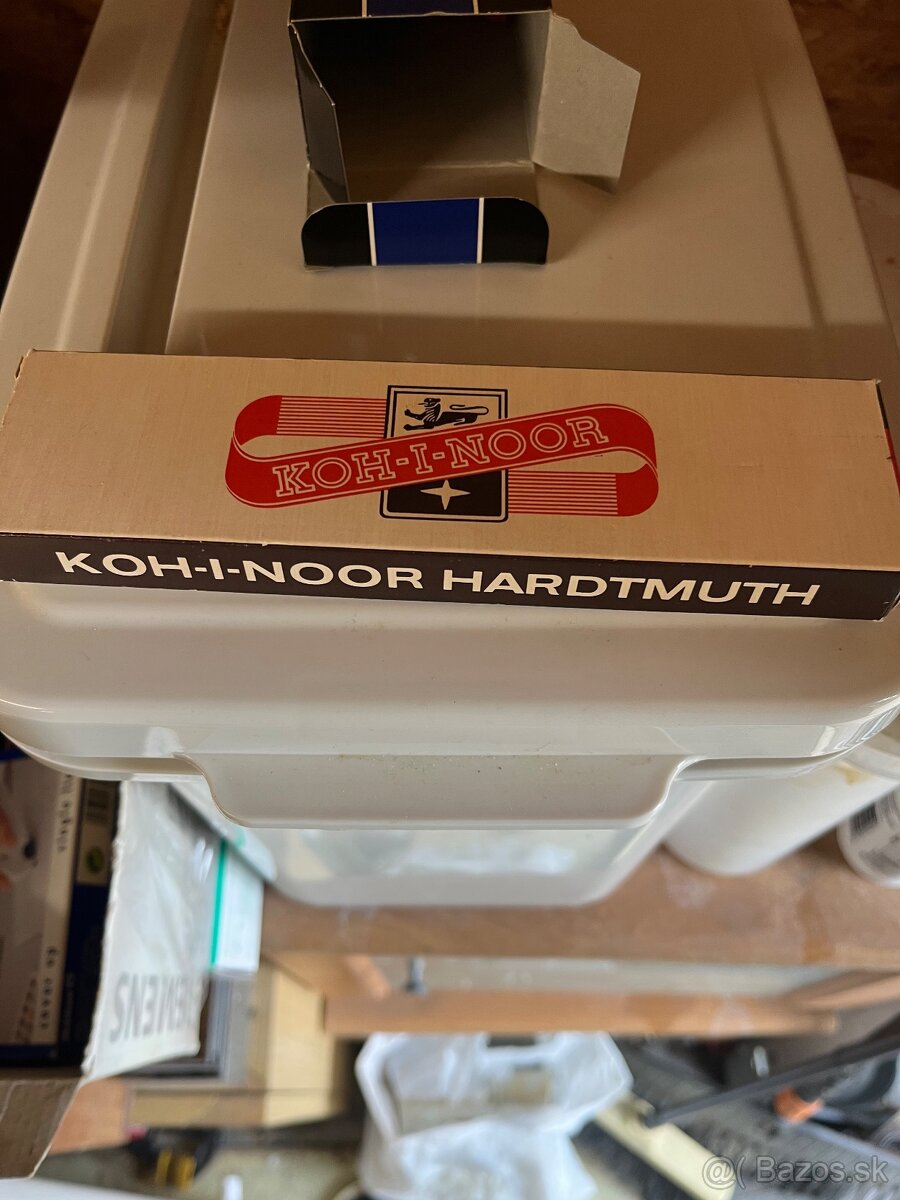 KOH-I-NOOR
KOH-I-NOOR HARDTMUTH
SIEMENS
@( Bazos.sk